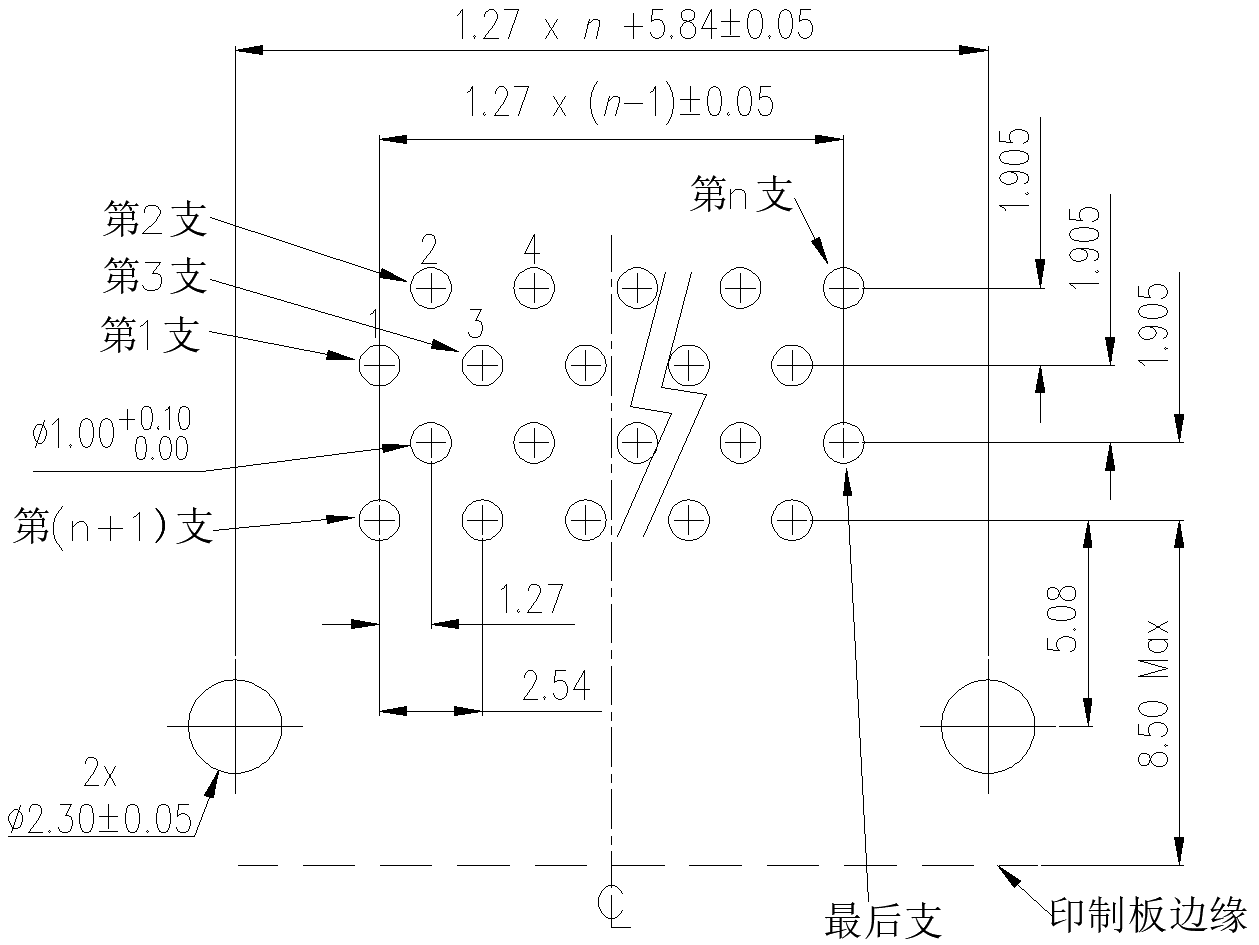 1.27 x n +5.84±0.05
1.27 x (n-1)±0.05
1.905
1.905
1.905
第n支
第2支
2
4
第3支
第1支
1
3
ø1.00+0.10 0.00
第(n+1)支
1.27
2.54
5.08
8.50 Max
2x
ø2.30±0.05
CL
最后支
印制板边缘